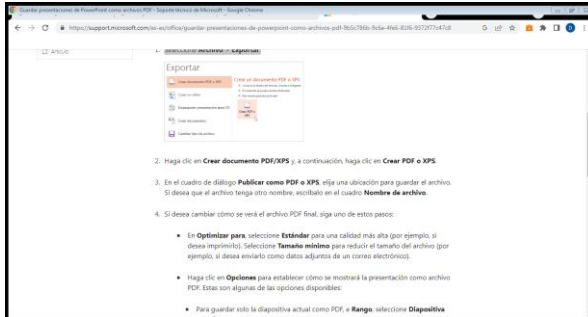 Guardar presentaciones de PowerPoint como archivos PDF - Soporte técnico de Microsoft - Google Chrome
support.microsoft.com/es-es/office/guardar-presentaciones-de-powerpoint-como-archivos-pdf-
1. Seleccione Archivo > Exportar.
Exportar
Crear documento PDF o XPS
Crear un documento PDF o XPS
Crear un vídeo
Empaquetar presentación para CD
Crear documentos
Cambiar tipo de archivo
Crear PDF o XPS
2. Haga clic en Crear documento PDF/XPS y, a continuación, haga clic en Crear PDF o XPS.
3. En el cuadro de diálogo Publicar como PDF o XPS, elija una ubicación para guardar el archivo.
Si desea que el archivo tenga otro nombre, escríbalo en el cuadro Nombre de archivo.
4. Si desea cambiar cómo se verá el archivo PDF final, siga uno de estos pasos:
• En Optimizar para, seleccione Estándar para una calidad más alta (por ejemplo, si
desea imprimirlo). Seleccione Tamaño mínimo para reducir el tamaño del archivo (por
ejemplo, si desea enviarlo como datos adjuntos de un correo electrónico).
• Haga clic en Opciones para establecer cómo se mostrará la presentación como archivo
PDF. Estas son algunas de las opciones disponibles:
• Para guardar solo la diapositiva actual como PDF, e Rango, seleccione Diapositiva